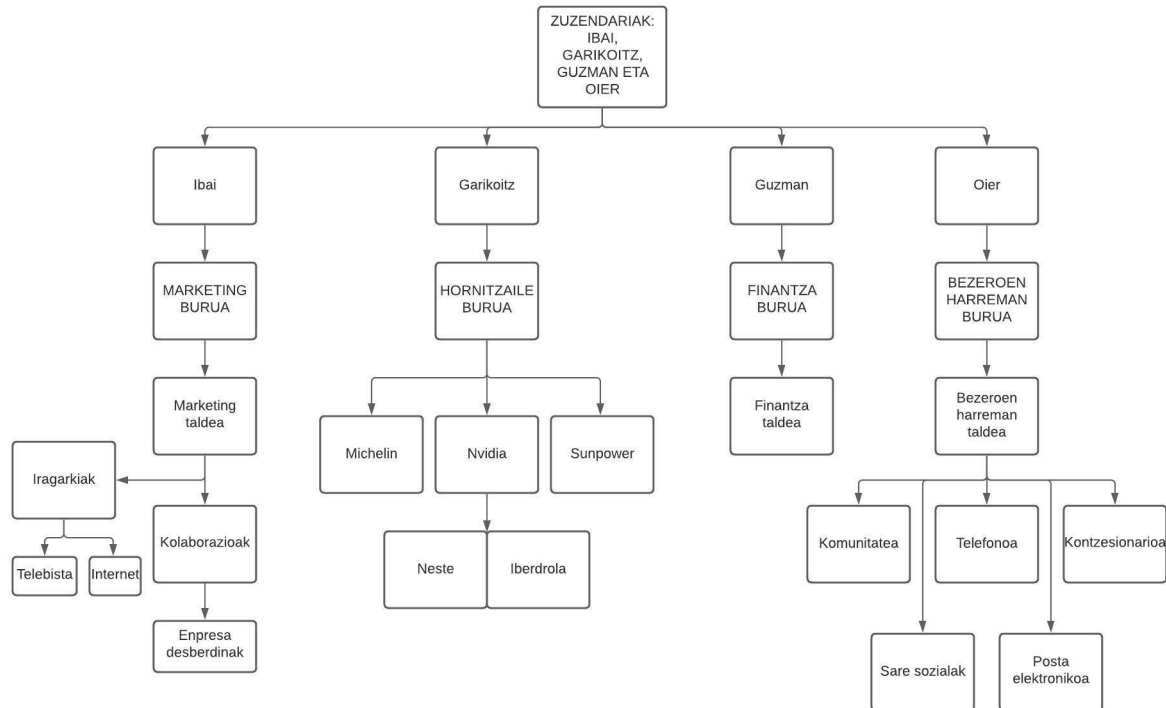 ZUZENDARIAK:
IBAI,
GARIKOITZ,
GUZMAN ETA
OIER
Ibai
Garikoitz
Guzman
Oier
MARKETING
BURUA
HORNITZAILE
BURUA
FINANTZA
BURUA
BEZEROEN
HARREMAN
BURUA
Marketing
taldea
Finantza
taldea
Bezeroen
harreman
taldea
Michelin
Nvidia
Sunpower
Iragarkiak
Kolaborazioak
Komunitatea
Telefonoa
Kontzesionarioa
Telebista
Internet
Neste
Iberdrola
Enpresa
desberdinak
Sare sozialak
Posta
elektronikoa